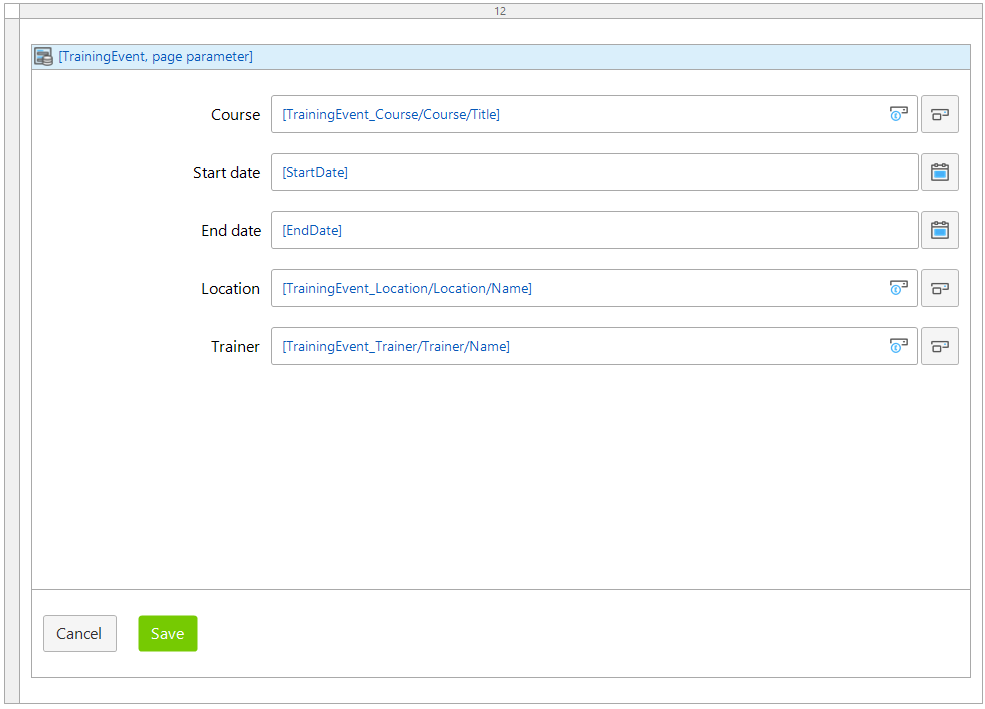 12
[TrainingEvent, page parameter]
Course [TrainingEvent_Course/Course/Title]
Start date [StartDate]
End date [EndDate]
Location [TrainingEvent_Location/Location/Name]
Trainer [TrainingEvent_Trainer/Trainer/Name]
Cancel Save